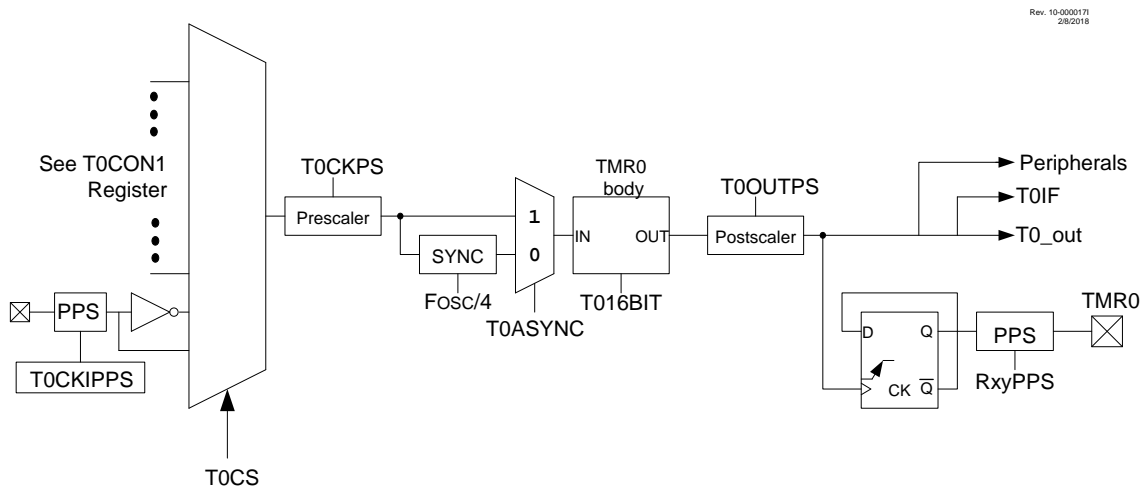 Rev. 10-000017I
2/8/2018
See T0CON1
Register
PPS
T0CKIPPS
T0CS
T0CKPS
Prescaler
SYNC
FOSC/4
1
0
T0ASYNC
TMR0
body
IN
OUT
T016BIT
T0OUTPS
Postscaler
Peripherals
T0IF
T0_out
D
Q
CK
Q
PPS
RxyPPS
TMR0